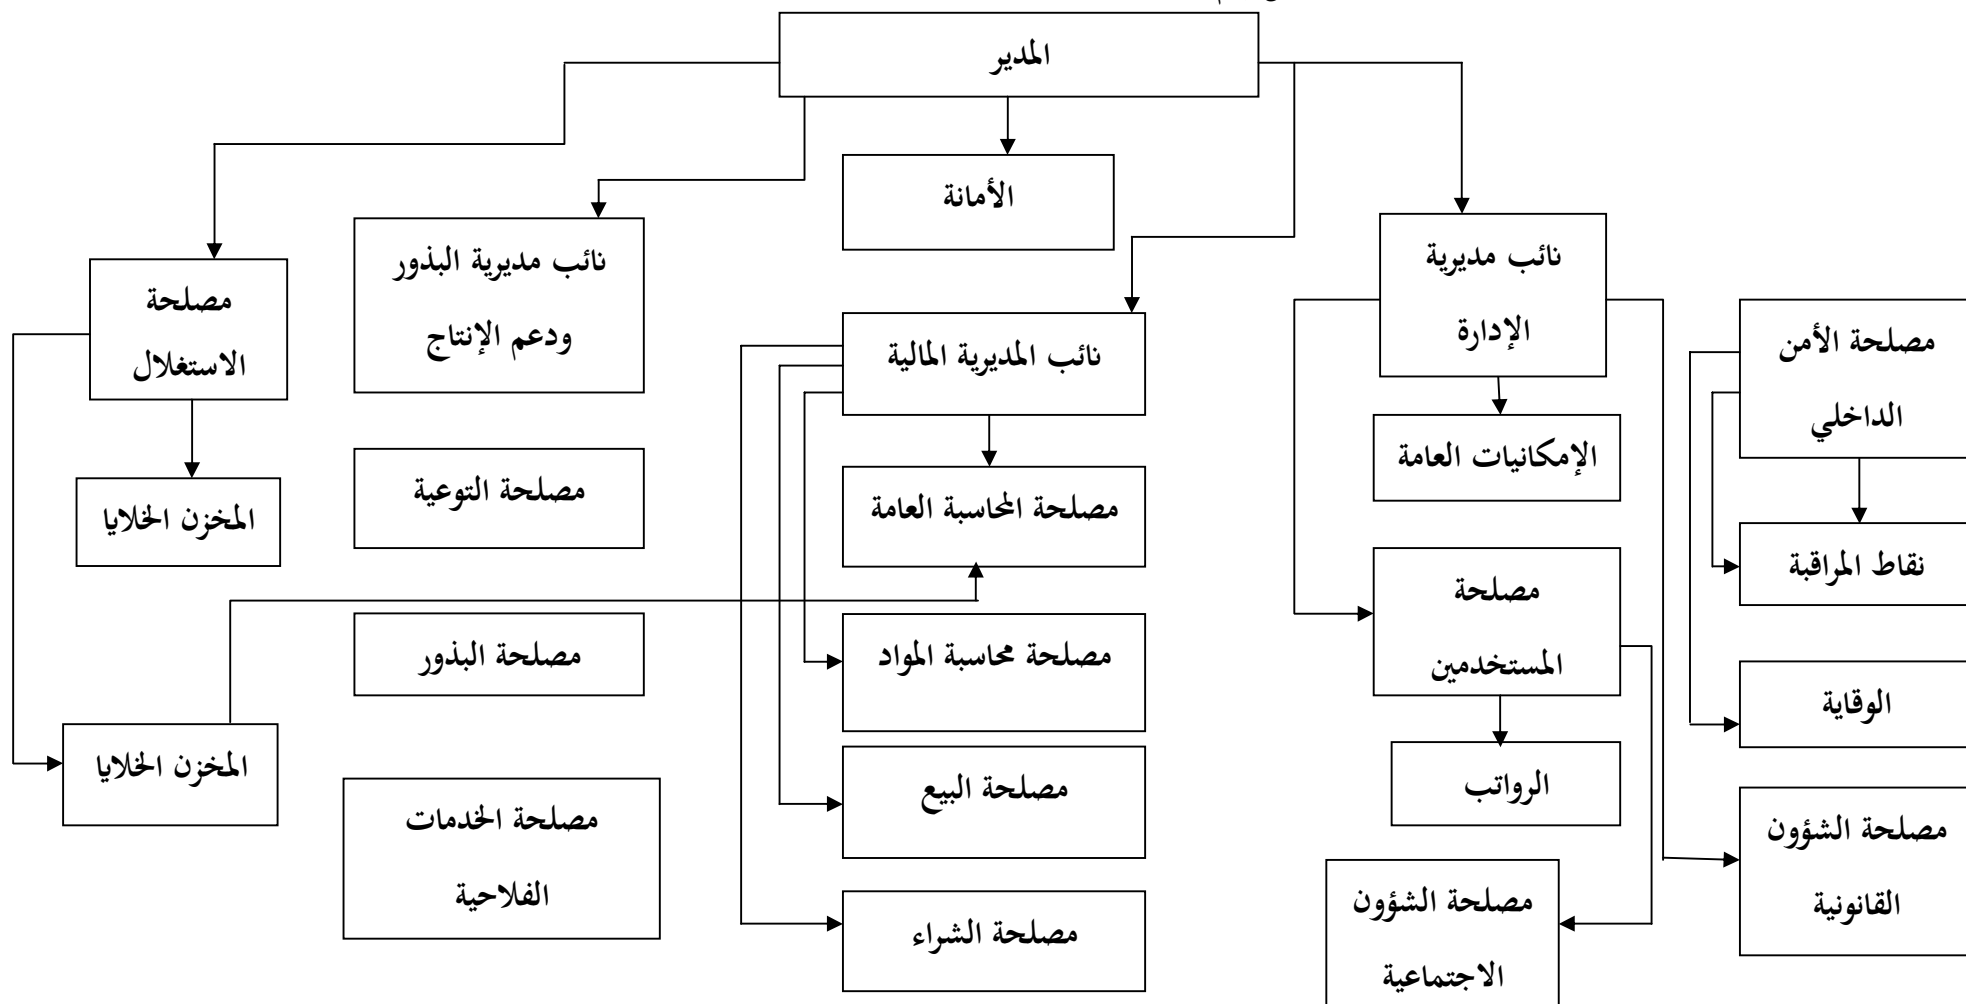 المدير
الأمانة
نائب مديرية
الإدارة
نائب مديرية البذور
ودعم الإنتاج
مصلحة
الاستغلال
نائب المديرية المالية
مصلحة الأمن
الداخلي
الإمكانيات العامة
مصلحة المحاسبة العامة
مصلحة التوعية
المخزن الخلايا
نقاط المراقبة
مصلحة
المستخدمين
مصلحة محاسبة المواد
مصلحة البذور
الوقاية
المخزن الخلايا
الرواتب
مصلحة البيع
مصلحة الخدمات
الفلاحية
مصلحة الشؤون
القانونية
مصلحة الشؤون
الاجتماعية
مصلحة الشراء